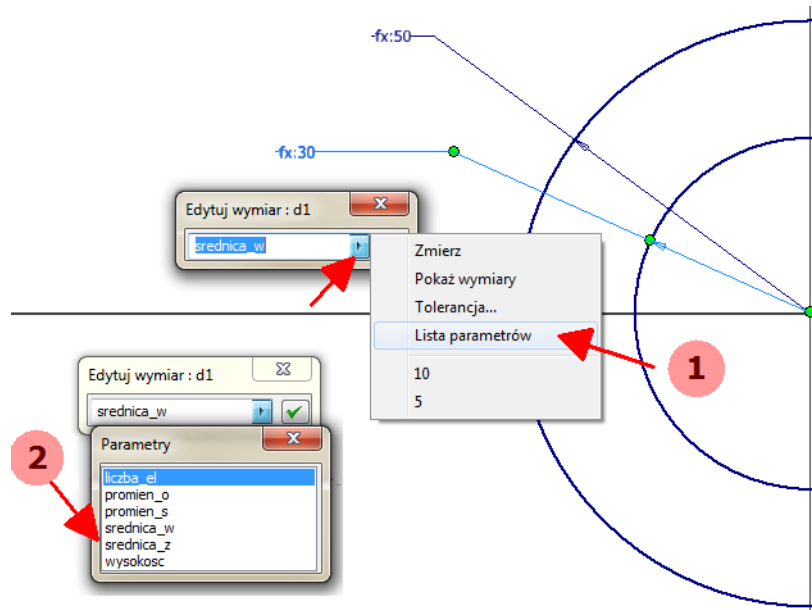 fx:50
fx:30
Edytuj wymiar : d1
srednica_w
Zmierz
Pokaż wymiary
Tolerancja...
Lista parametrów
10
5
1
Edytuj wymiar : d1
srednica_w
Parametry
liczba_el
promien_o
promien_s
srednica_w
srednica_z
wysokosc
2